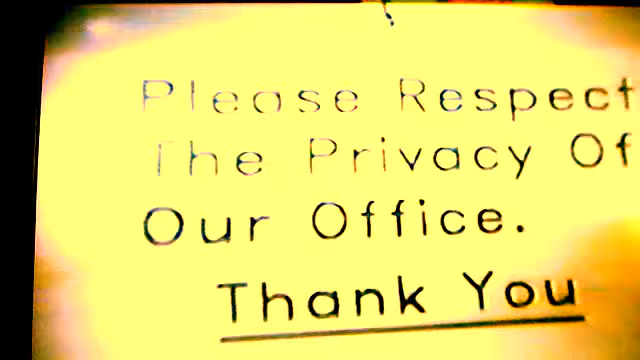 Please Respect
The Privacy Of
Our Office.
Thank You